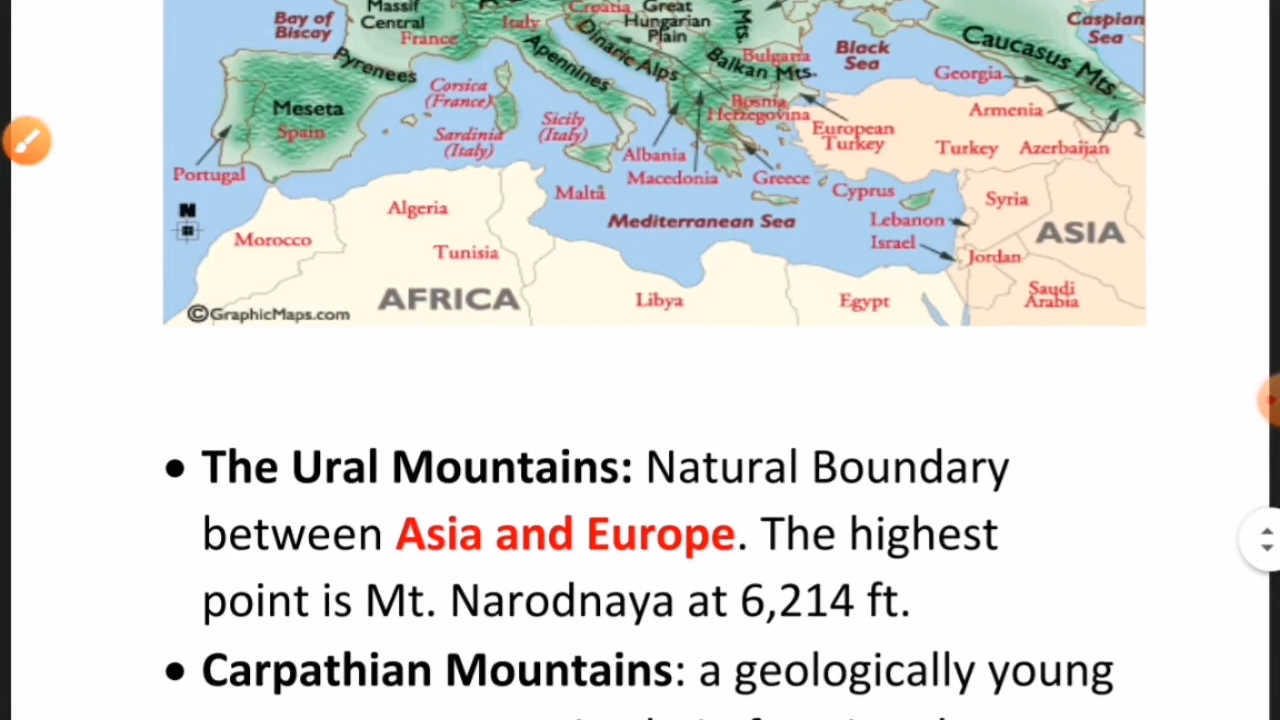 Massif
Central
Bay of
Biscay
France
Italy
Croatia
Great
Hungarian
Plain
Mts.
Caspian
Sea
Pyrenees
Apennines
Dinaric Alps
Bulgaria
Balkan Mts.
Black
Sea
Caucasus Mts
Georgia
Corsica
(France)
Meseta
Spain
Sardinia
(Italy)
Sicily
(Italy)
Bosnia
Herzegovina
European
Turkey
Armenia
Turkey
Azerbaijan
Portugal
Albania
Macedonia
Greece
Malta
Cyprus
Syria
N
Algeria
Mediterranean Sea
Lebanon
ASIA
Morocco
Tunisia
Israel
Jordan
AFRICA
Libya
Egypt
Saudi
Arabia
©GraphicMaps.com
• The Ural Mountains: Natural Boundary
between Asia and Europe. The highest
point is Mt. Narodnaya at 6,214 ft.
• Carpathian Mountains: a geologically young